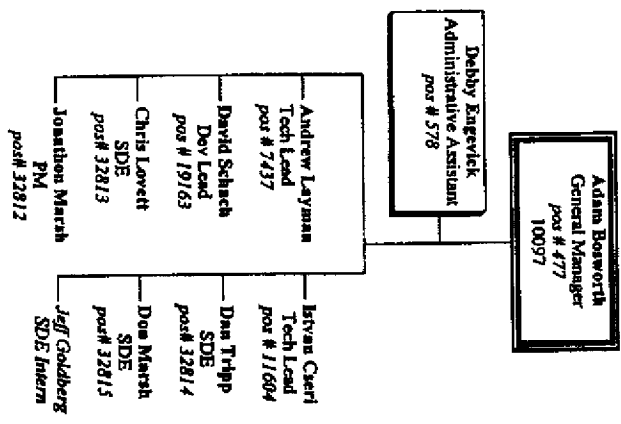 Adam Bosworth
General Manager
pos # 477
10097
Debby Engevick
Administrative Assistant
pos # 578
Andrew Layman
Tech Lead
pos # 7437
David Schach
Dev Lead
pos # 19163
Chris Lovett
SDE
pos# 32813
Jonathon Marsh
PM
pos# 32812
Istvan Cseri
Tech Lead
pos # 11604
Dan Tripp
SDE
pos# 32814
Don Marsh
SDE
pos# 32815
Jeff Goldberg
SDE Intern